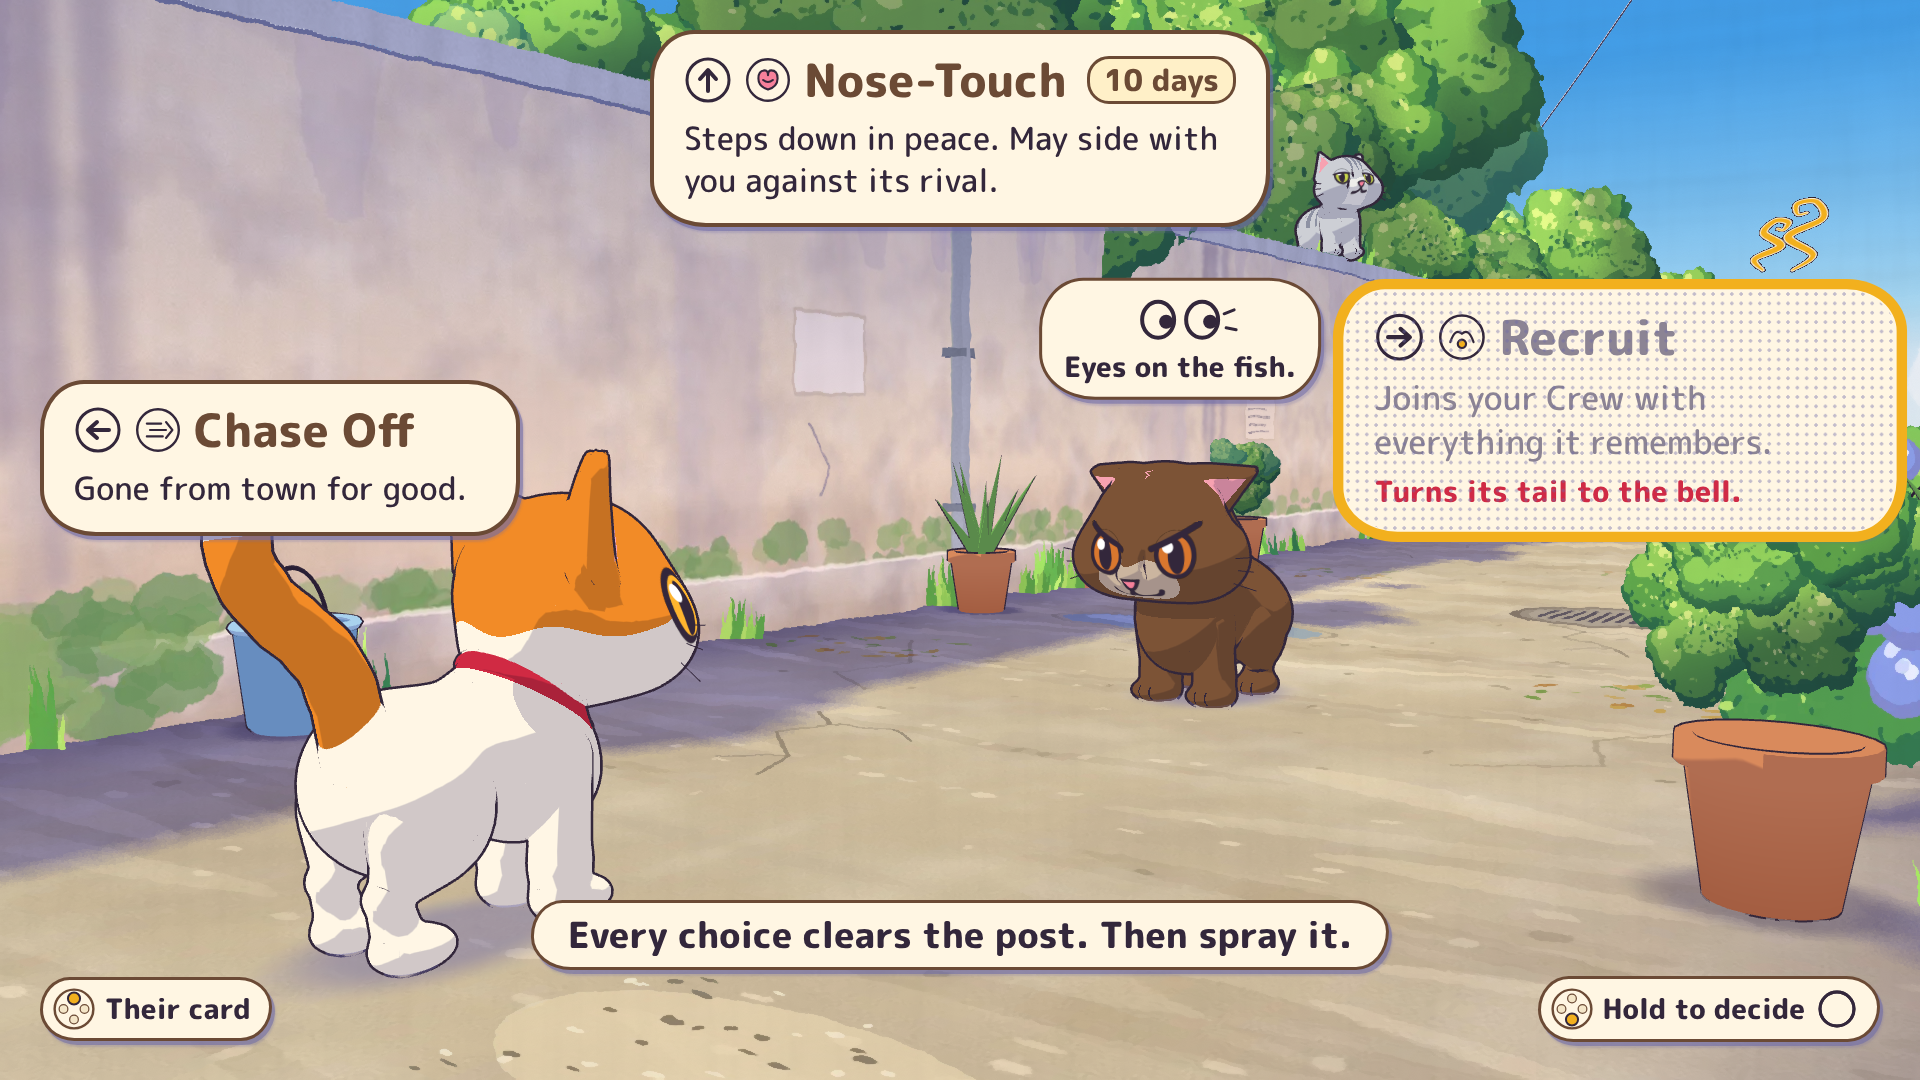 Nose-Touch 10 days
Steps down in peace. May side with
you against its rival.
Eyes on the fish.
Recruit
Joins your Crew with
everything it remembers.
Turns its tail to the bell.
Chase Off
Gone from town for good.
Every choice clears the post. Then spray it.
Their card
Hold to decide